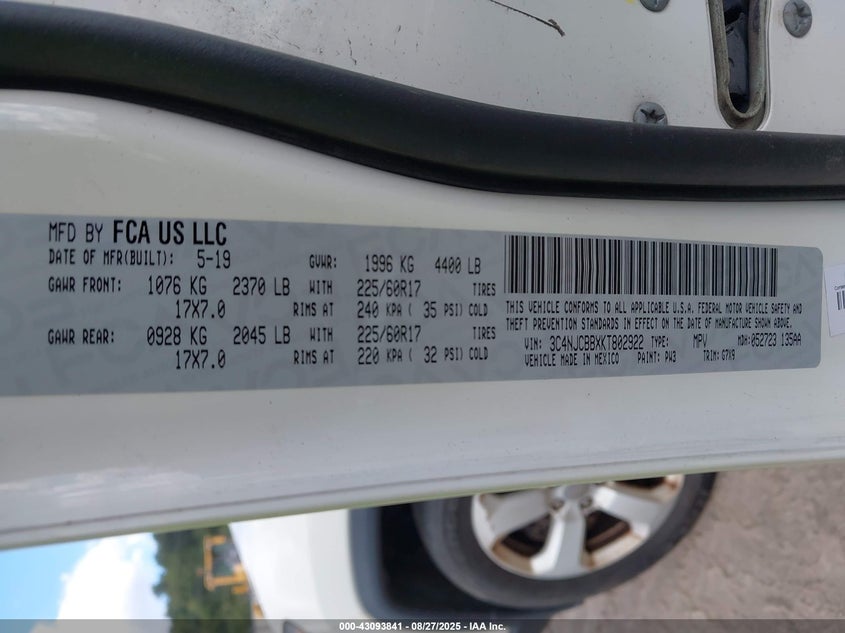 MFD BY FCA US LLC
DATE OF MFR(BUILT): 5-19 GVWR: 1996 KG 4400 LB
GAWR FRONT: 1076 KG 2370 LB WITH 225/60R17 TIRES
17X7.0 RIMS AT 240 KPA ( 35 PSI) COLD
GAWR REAR: 0928 KG 2045 LB WITH 225/60R17 TIRES
17X7.0 RIMS AT 220 KPA ( 32 PSI) COLD
THIS VEHICLE CONFORMS TO ALL APPLICABLE U.S.A. FEDERAL MOTOR VEHICLE SAFETY AND
THEFT PREVENTION STANDARDS IN EFFECT ON THE DATE OF MANUFACTURE SHOWN ABOVE.
VIN: 3C4NJCBBXKT802922 TYPE: MPV MDH: 052723 135AA
VEHICLE MADE IN MEXICO PAINT: PW3 TRIM: G7X9
000-43093841 - 08/27/2025 - IAA Inc.